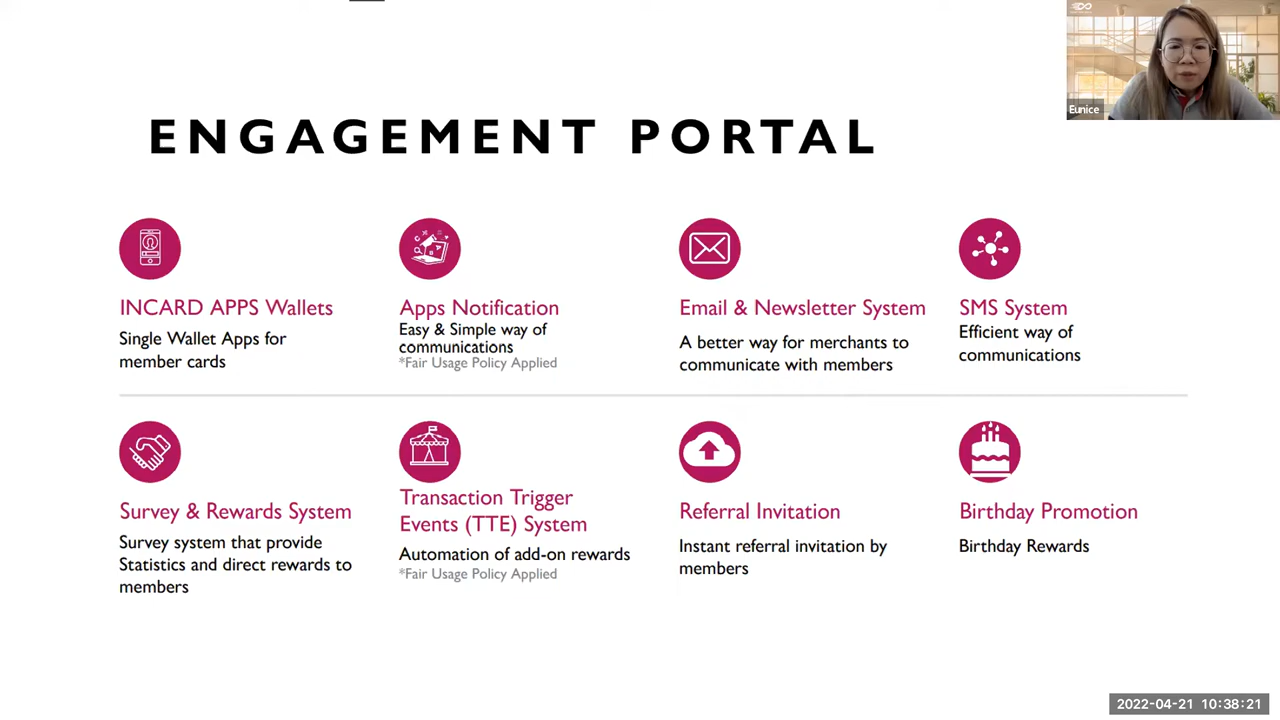 Eunice
ENGAGEMENT PORTAL
INCARD APPS Wallets
Single Wallet Apps for
member cards
Apps Notification
Easy & Simple way of
communications
*Fair Usage Policy Applied
Email & Newsletter System
A better way for merchants to
communicate with members
SMS System
Efficient way of
communications
Survey & Rewards System
Survey system that provide
Statistics and direct rewards to
members
Transaction Trigger
Events (TTE) System
Automation of add-on rewards
*Fair Usage Policy Applied
Referral Invitation
Instant referral invitation by
members
Birthday Promotion
Birthday Rewards
2022-04-21 10:38:21